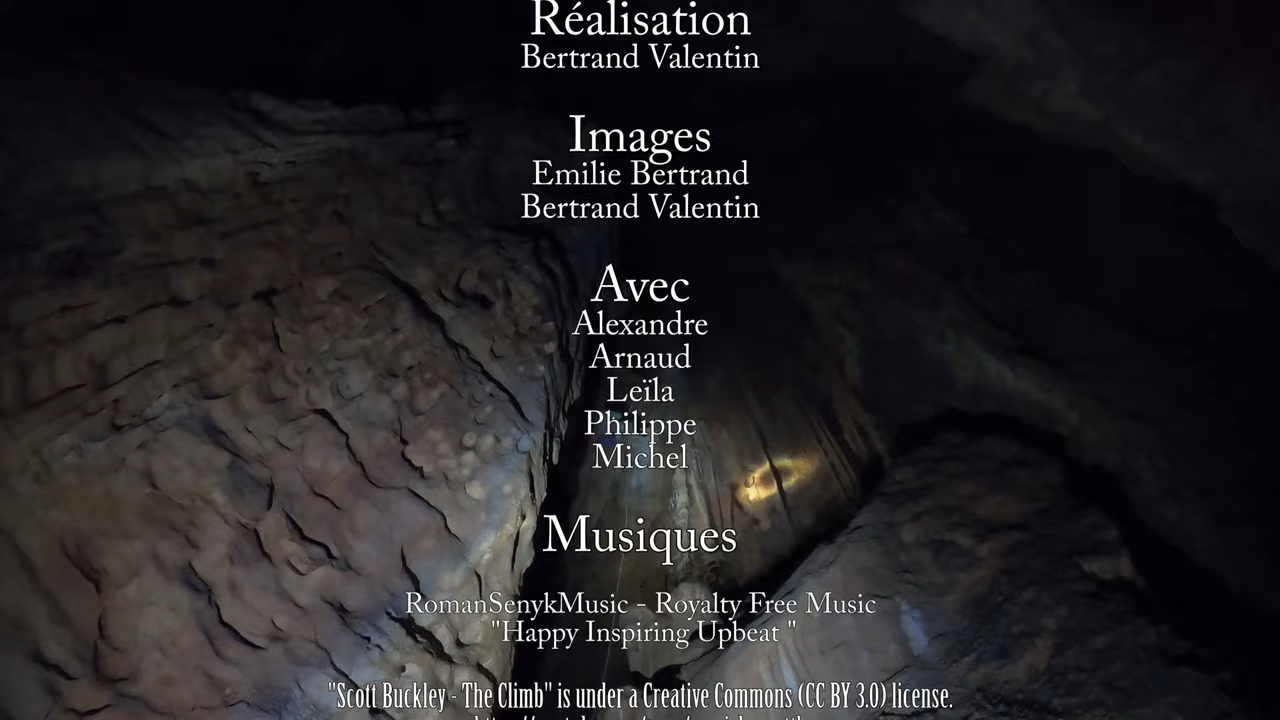 Réalisation
Bertrand Valentin
Images
Emilie Bertrand
Bertrand Valentin
Avec
Alexandre
Arnaud
Leïla
Philippe
Michel
Musiques
RomanSenykMusic - Royalty Free Music
"Happy Inspiring Upbeat "
"Scott Buckley - The Climb" is under a Creative Commons (CC BY 3.0) license.